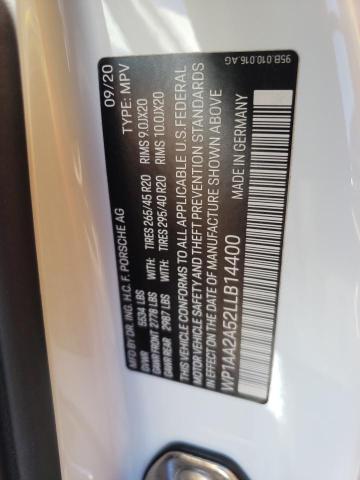 95B.010.016 AG
MFD BY DR. ING. H.C. F. PORSCHE AG 09/20
GVWR 5534 LBS TYPE: MPV
GAWR FRONT 2778 LBS WITH: TIRES 265/45 R20 RIMS 9.0JX20
GAWR REAR 2987 LBS WITH: TIRES 295/40 R20 RIMS 10.0JX20
THIS VEHICLE CONFORMS TO ALL APPLICABLE U.S. FEDERAL
MOTOR VEHICLE SAFETY AND THEFT PREVENTION STANDARDS
IN EFFECT ON THE DATE OF MANUFACTURE SHOWN ABOVE
WP1AA2A52LLB14400 MADE IN GERMANY